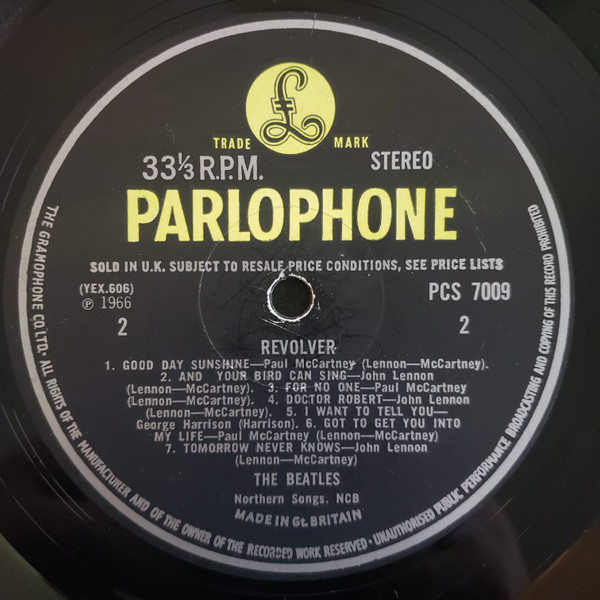 £
TRADE MARK
33⅓ R.P.M. STEREO
PARLOPHONE
SOLD IN U.K. SUBJECT TO RESALE PRICE CONDITIONS, SEE PRICE LISTS
(YEX.606) PCS 7009
℗ 1966
2 2
REVOLVER
1. GOOD DAY SUNSHINE—Paul McCartney (Lennon—McCartney).
2. AND YOUR BIRD CAN SING—John Lennon
(Lennon—McCartney). 3. FOR NO ONE—Paul McCartney
(Lennon—McCartney). 4. DOCTOR ROBERT—John Lennon
(Lennon—McCartney). 5. I WANT TO TELL YOU—
George Harrison (Harrison). 6. GOT TO GET YOU INTO
MY LIFE—Paul McCartney (Lennon—McCartney)
7. TOMORROW NEVER KNOWS—John Lennon
(Lennon—McCartney)
THE BEATLES
Northern Songs. NCB
MADE IN GT. BRITAIN
THE GRAMOPHONE CO. LTD. · ALL RIGHTS OF THE MANUFACTURER AND OF THE OWNER OF THE RECORDED WORK RESERVED · UNAUTHORISED PUBLIC PERFORMANCE BROADCASTING AND COPYING OF THIS RECORD PROHIBITED